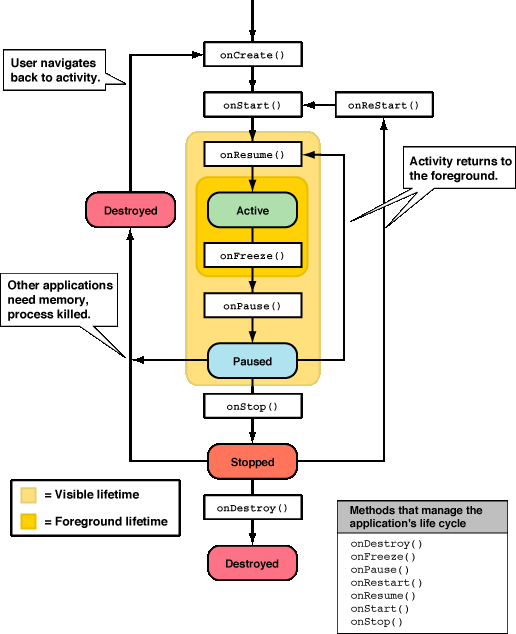 onCreate()
User navigates
back to activity.
onStart()
onReStart()
onResume()
Activity returns to
the foreground.
Destroyed
Active
onFreeze()
Other applications
need memory,
process killed.
onPause()
Paused
onStop()
Stopped
= Visible lifetime
= Foreground lifetime
onDestroy()
Destroyed
Methods that manage the
application's life cycle
onDestroy()
onFreeze()
onPause()
onRestart()
onResume()
onStart()
onStop()